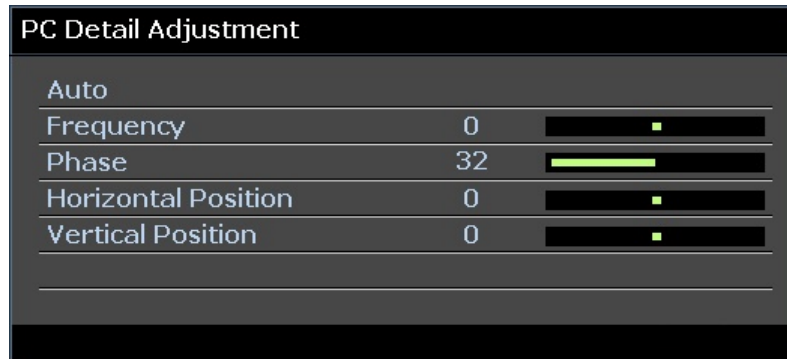 PC Detail Adjustment
Auto
Frequency 0
Phase 32
Horizontal Position 0
Vertical Position 0